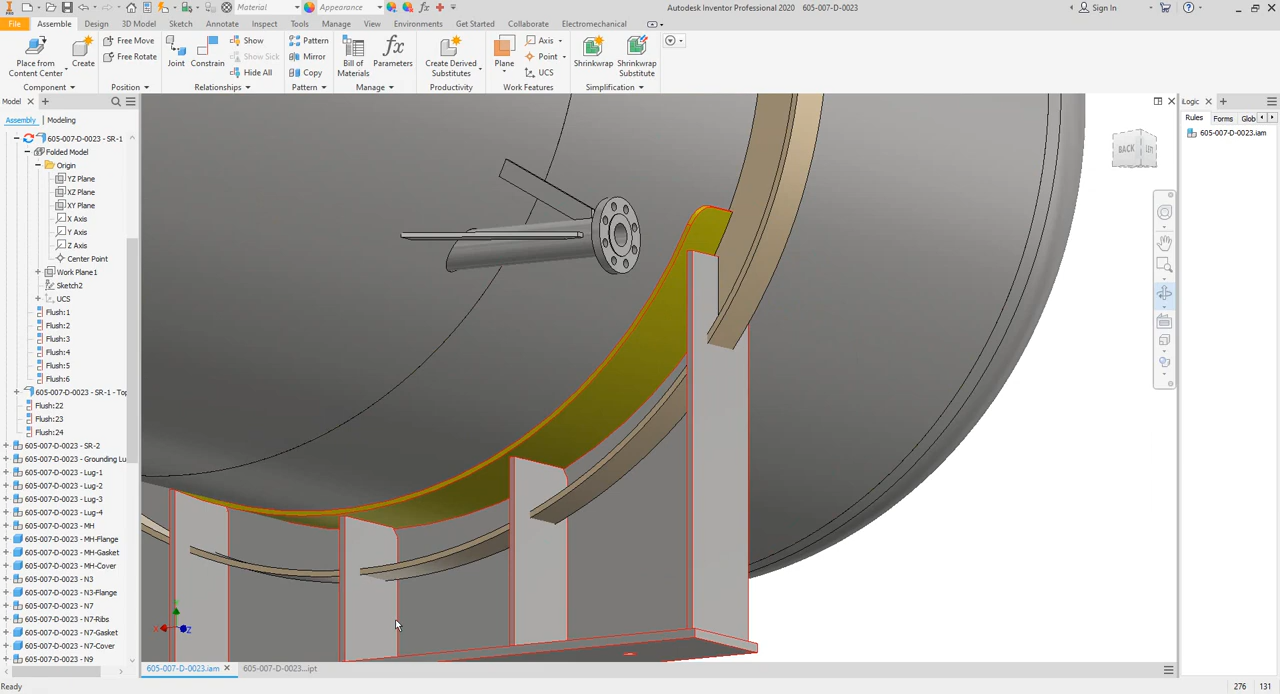 Material
Appearance
Autodesk Inventor Professional 2020   605-007-D-0023
Sign In
File
Assemble
Design
3D Model
Sketch
Annotate
Inspect
Tools
Manage
View
Environments
Get Started
Collaborate
Electromechanical
Place from
Content Center
Create
Free Move
Free Rotate
Joint
Constrain
Show
Show Sick
Hide All
Pattern
Mirror
Copy
Bill of
Materials
fx
Parameters
Create Derived
Substitutes
Plane
Axis
Point
UCS
Shrinkwrap
Shrinkwrap
Substitute
Component
Position
Relationships
Pattern
Manage
Productivity
Work Features
Simplification
Model
Assembly
Modeling
605-007-D-0023 - SR-1
Folded Model
Origin
YZ Plane
XZ Plane
XY Plane
X Axis
Y Axis
Z Axis
Center Point
Work Plane1
Sketch2
UCS
Flush:1
Flush:2
Flush:3
Flush:4
Flush:5
Flush:6
605-007-D-0023 - SR-1 - Top
Flush:22
Flush:23
Flush:24
605-007-D-0023 - SR-2
605-007-D-0023 - Grounding Lu
605-007-D-0023 - Lug-1
605-007-D-0023 - Lug-2
605-007-D-0023 - Lug-3
605-007-D-0023 - Lug-4
605-007-D-0023 - MH
605-007-D-0023 - MH-Flange
605-007-D-0023 - MH-Gasket
605-007-D-0023 - MH-Cover
605-007-D-0023 - N3
605-007-D-0023 - N3-Flange
605-007-D-0023 - N7
605-007-D-0023 - N7-Ribs
605-007-D-0023 - N7-Gasket
605-007-D-0023 - N7-Cover
605-007-D-0023 - N9
BACK
LEFT
iLogic
Rules
Forms
Glob
605-007-D-0023.iam
605-007-D-0023.iam
605-007-D-0023...ipt
Ready
276
131